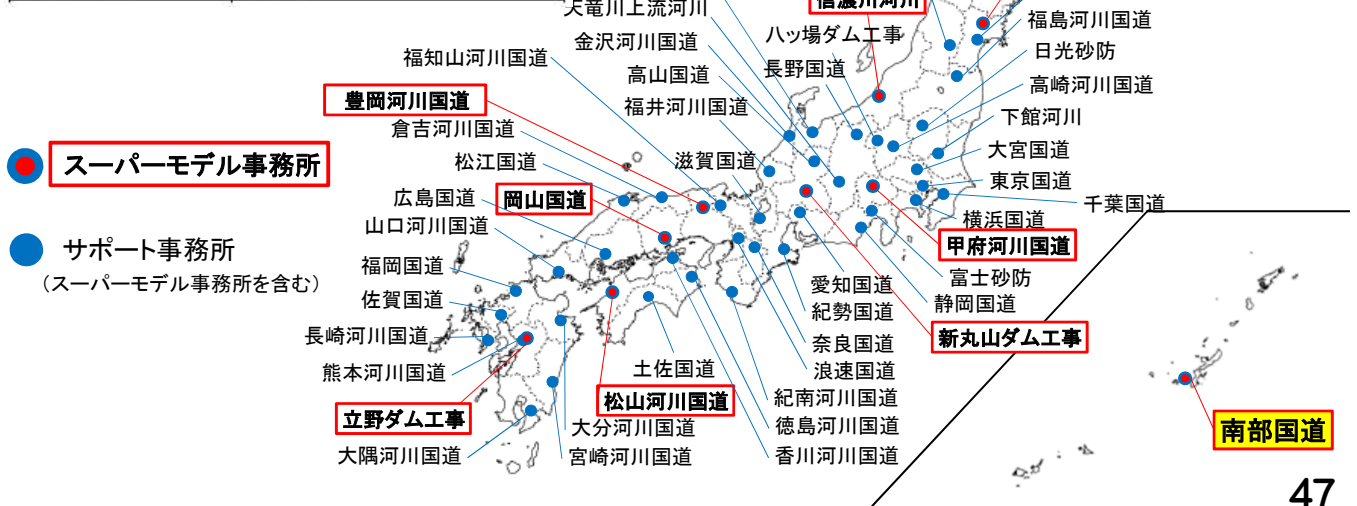 信濃川河川
天竜川上流河川
福島河川国道
金沢河川国道
八ッ場ダム工事
日光砂防
福知山河川国道
高山国道
長野国道
高崎河川国道
豊岡河川国道
福井河川国道
下館河川
倉吉河川国道
大宮国道
スーパーモデル事務所
松江国道
滋賀国道
東京国道
広島国道
岡山国道
千葉国道
山口河川国道
横浜国道
サポート事務所
甲府河川国道
(スーパーモデル事務所を含む)
福岡国道
富士砂防
愛知国道
佐賀国道
静岡国道
紀勢国道
長崎河川国道
新丸山ダム工事
奈良国道
熊本河川国道
土佐国道
浪速国道
松山河川国道
紀南河川国道
立野ダム工事
大分河川国道
徳島河川国道
南部国道
大隅河川国道
宮崎河川国道
香川河川国道
47